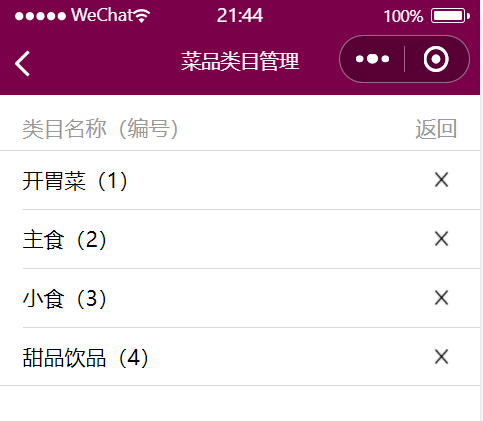 WeChat 21:44 100%
菜品类目管理
类目名称（编号） 返回
开胃菜（1）
主食（2）
小食（3）
甜品饮品（4）